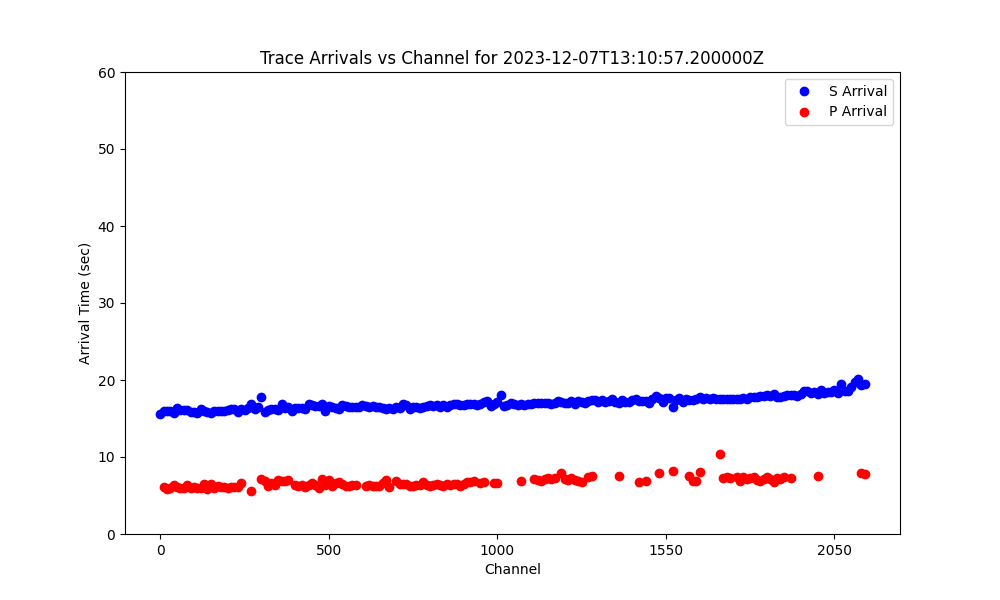 Trace Arrivals vs Channel for 2023-12-07T13:10:57.200000Z
S Arrival
P Arrival
60
50
40
30
20
10
0
Arrival Time (sec)
0 500 1000 1550 2050
Channel